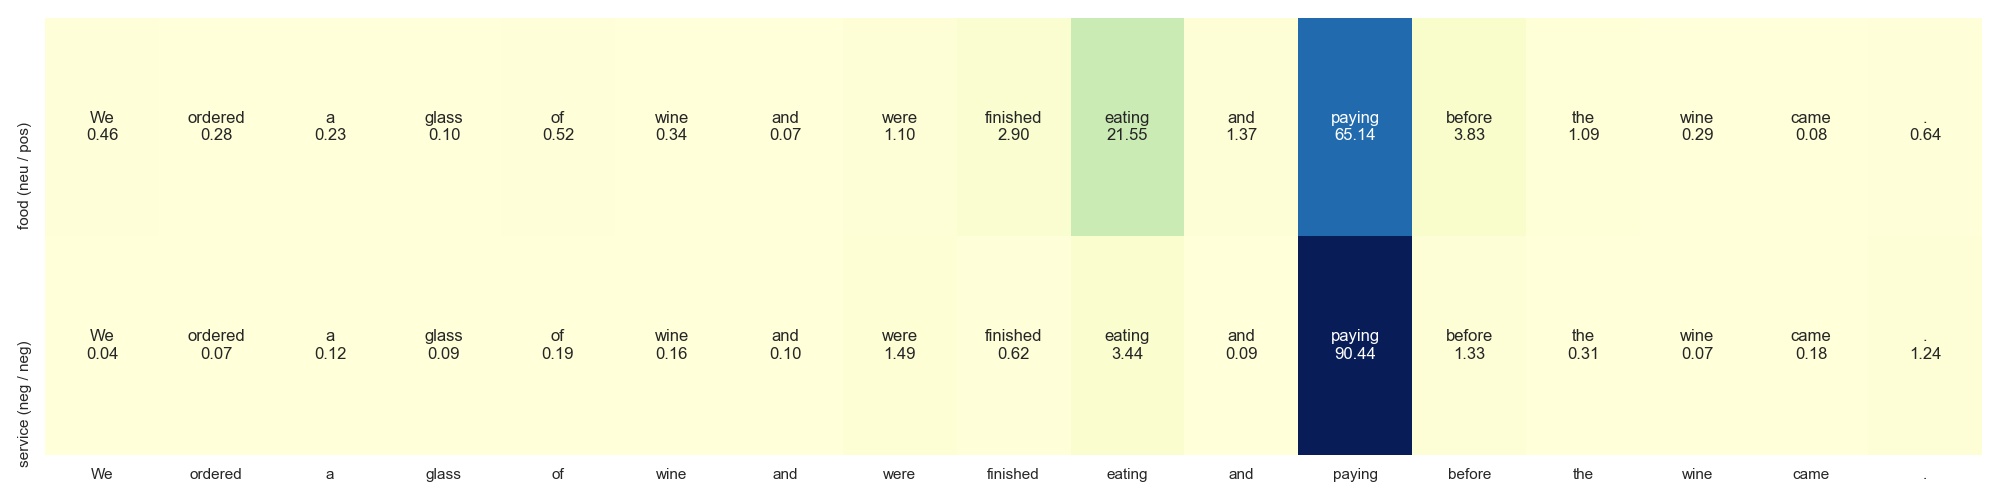 food (neu / pos)
We ordered a glass of wine and were finished eating and paying before the wine came .
0.46 0.28 0.23 0.10 0.52 0.34 0.07 1.10 2.90 21.55 1.37 65.14 3.83 1.09 0.29 0.08 0.64
service (neg / neg)
We ordered a glass of wine and were finished eating and paying before the wine came .
0.04 0.07 0.12 0.09 0.19 0.16 0.10 1.49 0.62 3.44 0.09 90.44 1.33 0.31 0.07 0.18 1.24
We ordered a glass of wine and were finished eating and paying before the wine came .